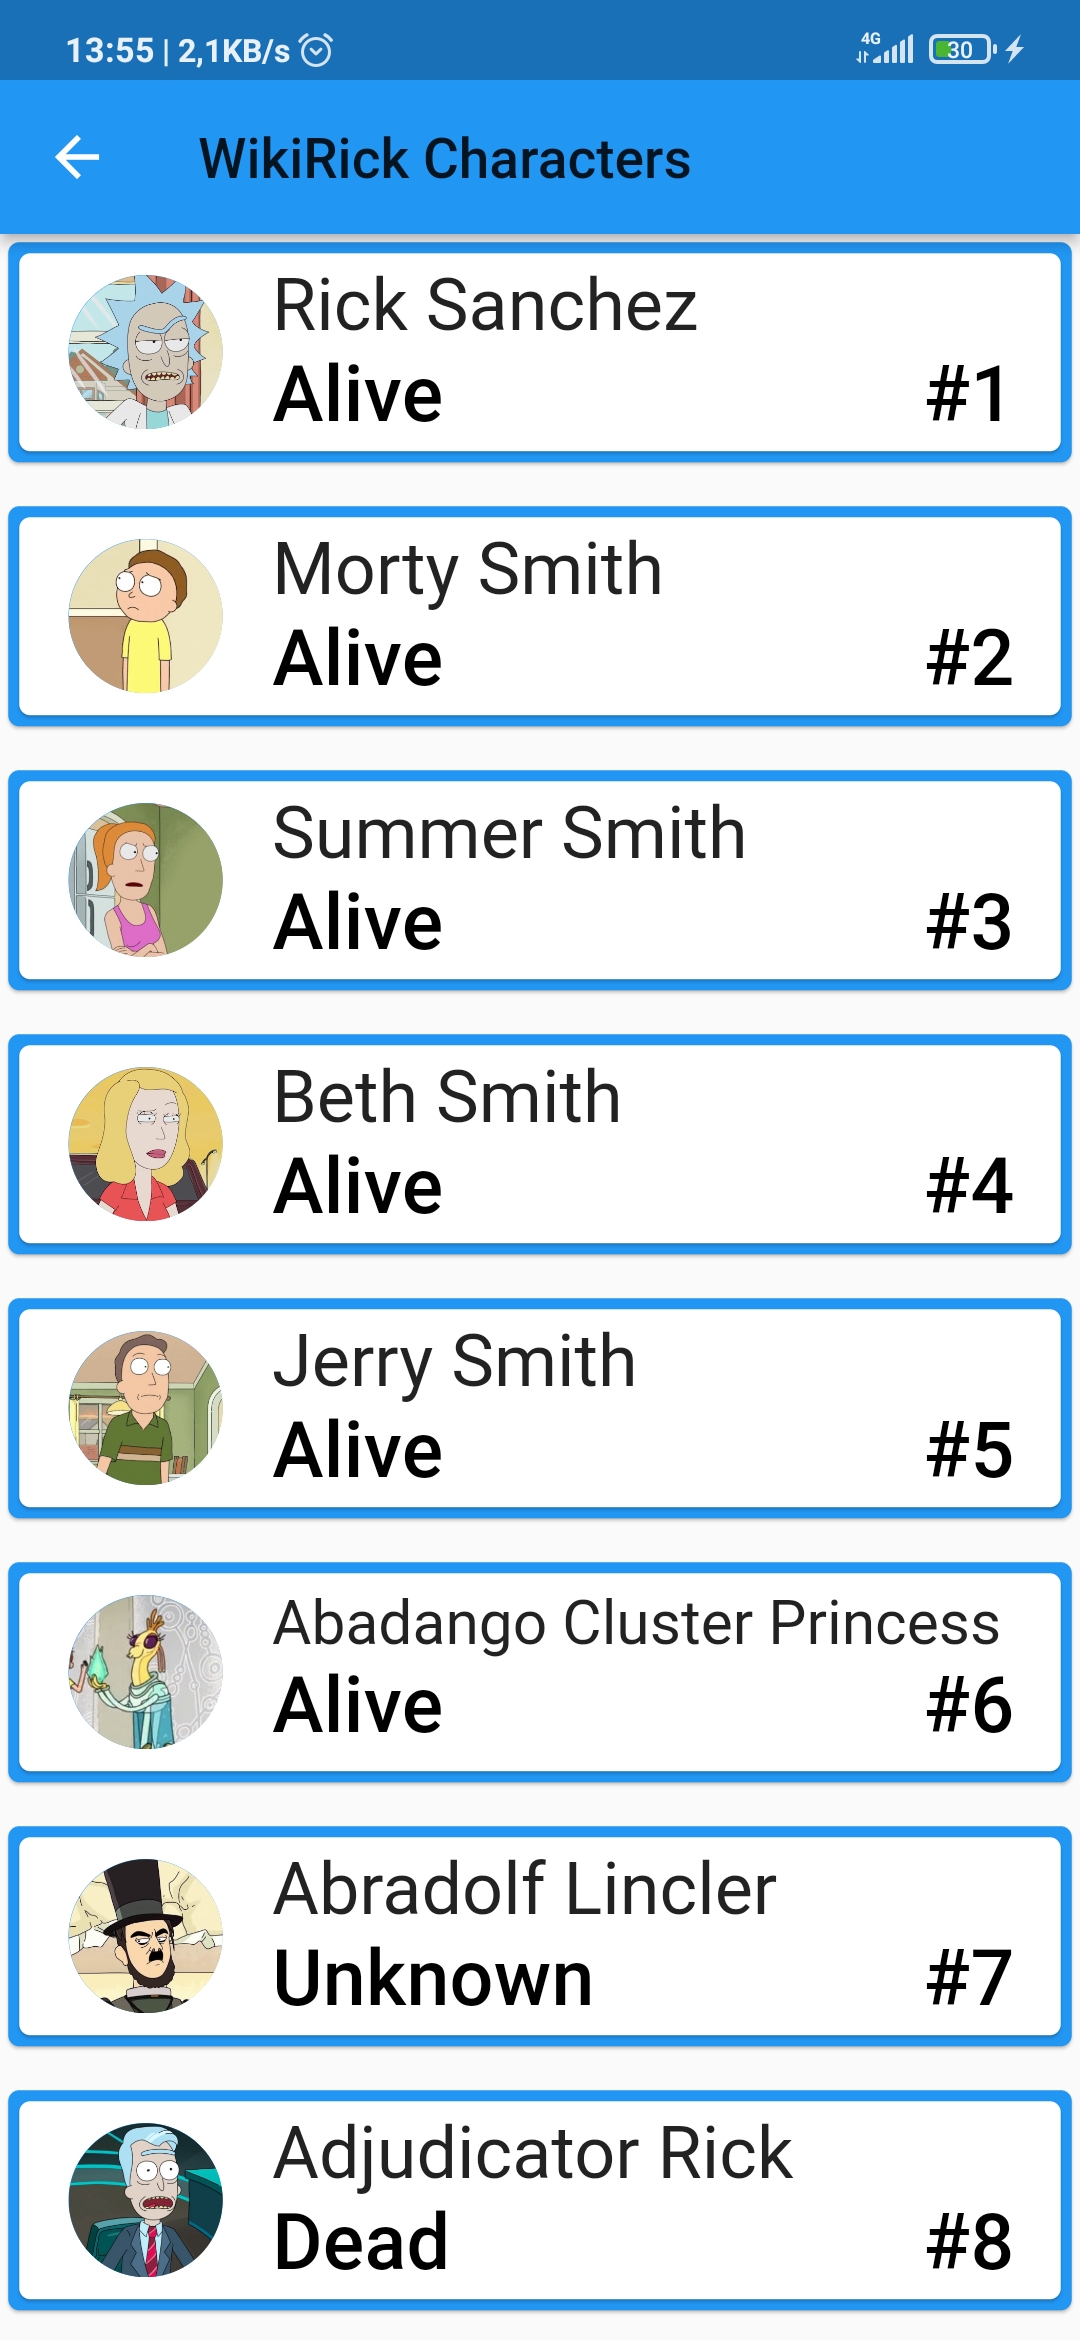 13:55 | 2,1KB/s 4G 30
WikiRick Characters
Rick Sanchez
Alive #1
Morty Smith
Alive #2
Summer Smith
Alive #3
Beth Smith
Alive #4
Jerry Smith
Alive #5
Abadango Cluster Princess
Alive #6
Abradolf Lincler
Unknown #7
Adjudicator Rick
Dead #8